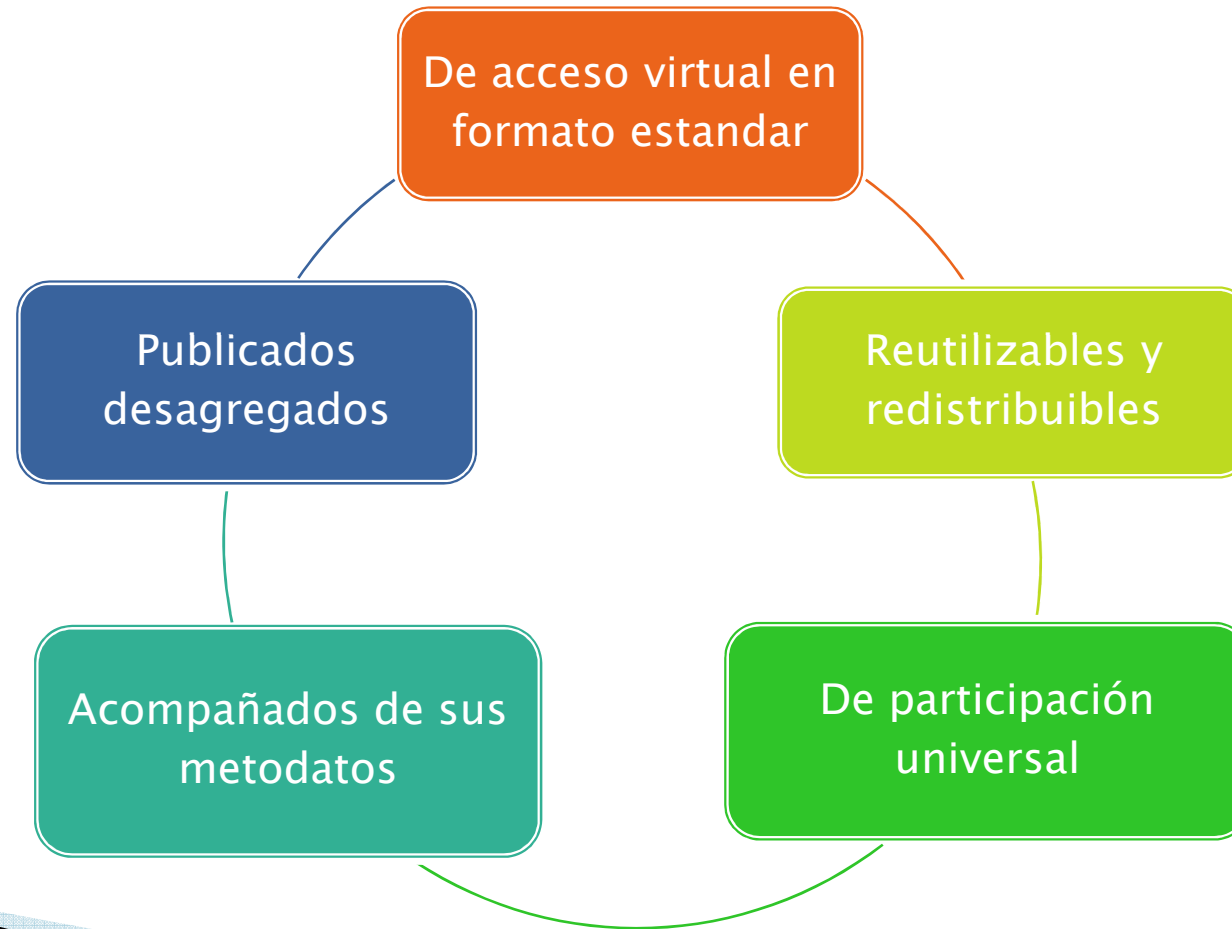 De acceso virtual en
formato estandar
Publicados
desagregados
Reutilizables y
redistribuibles
Acompañados de sus
metodatos
De participación
universal